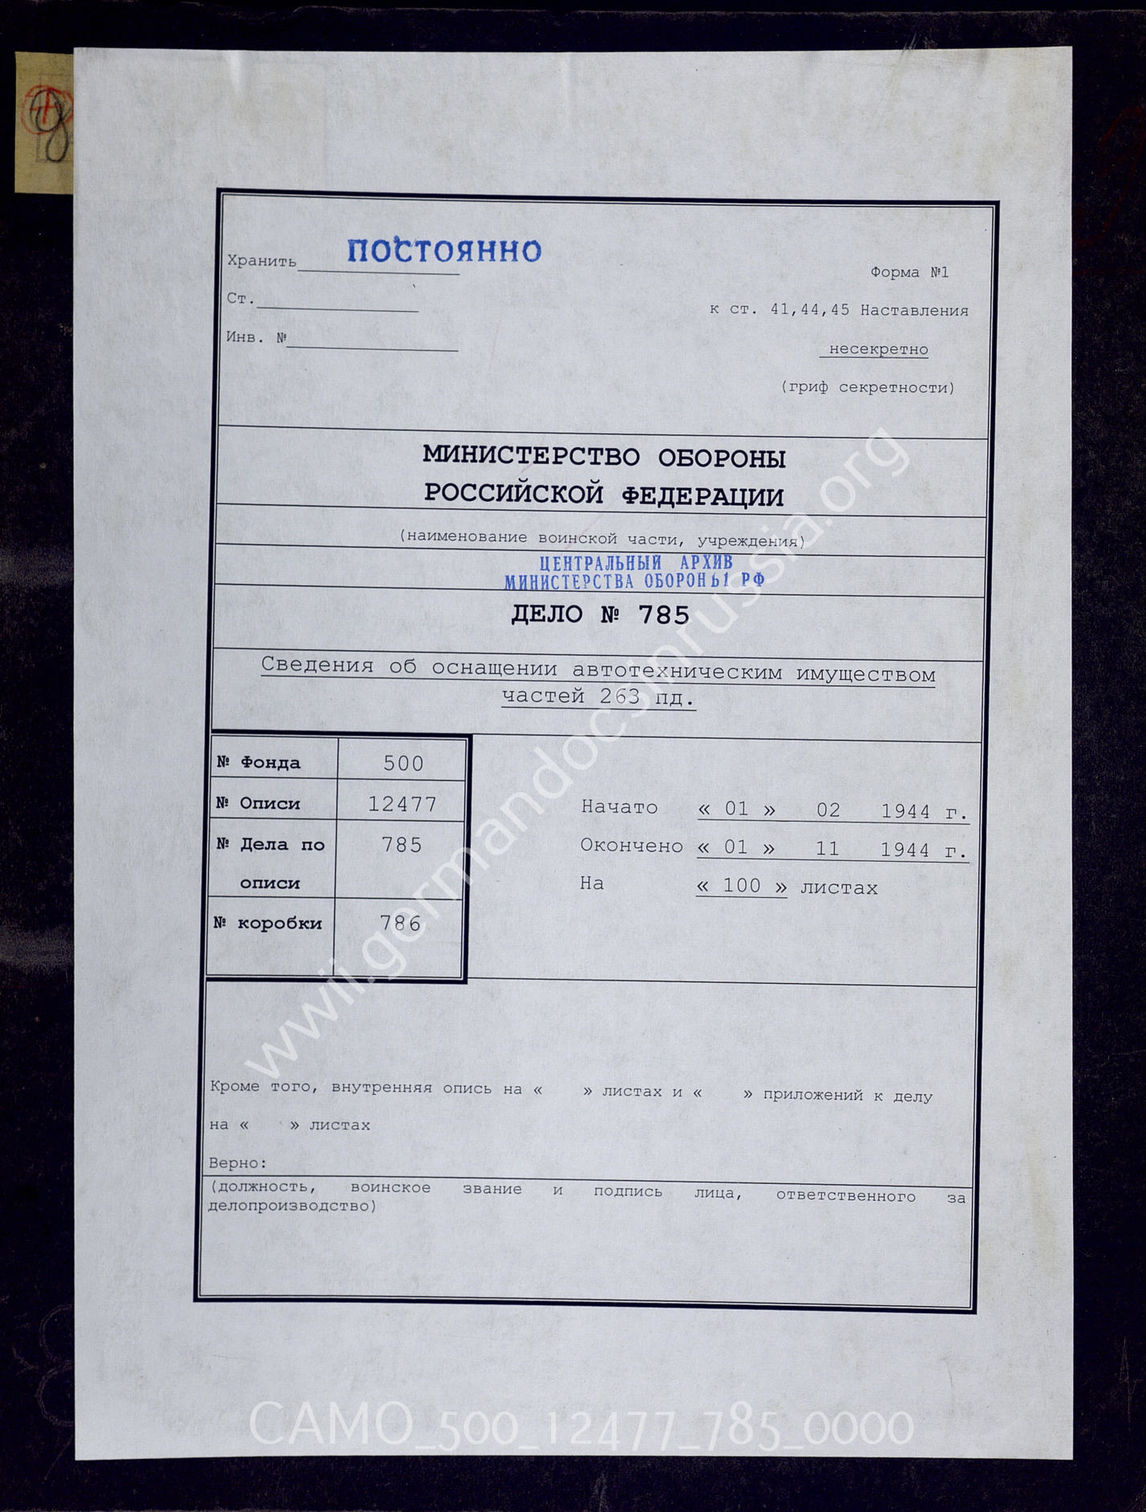 Хранить ПОСТОЯННО
Форма №1
Ст.
к ст. 41,44,45 Наставления
Инв. №
несекретно
(гриф секретности)
МИНИСТЕРСТВО ОБОРОНЫ
РОССИЙСКОЙ ФЕДЕРАЦИИ
(наименование воинской части, учреждения)
ЦЕНТРАЛЬНЫЙ АРХИВ
МИНИСТЕРСТВА ОБОРОНЫ РФ
ДЕЛО № 785
Сведения об оснащении автотехническим имуществом
частей 263 пд.
№ Фонда 500
№ Описи 12477
№ Дела по 785
описи
№ коробки 786
Начато « 01 » 02 1944 г.
Окончено « 01 » 11 1944 г.
На « 100 » листах
Кроме того, внутренняя опись на « » листах и « » приложений к делу
на « » листах
Верно:
(должность, воинское звание и подпись лица, ответственного за
делопроизводство)
wwii.germandocsinrussia.org
CAMO_500_12477_785_0000